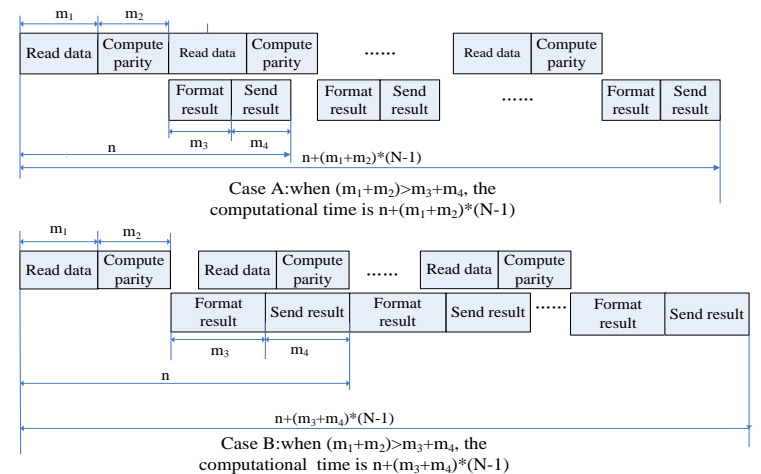 m₁ m₂
Read data Compute parity Read data Compute parity ...... Read data Compute parity
Format result Send result Format result Send result ...... Format result Send result
m₃ m₄
n
n+(m₁+m₂)*(N-1)
Case A:when (m₁+m₂)>m₃+m₄, the
computational time is n+(m₁+m₂)*(N-1)
m₁ m₂
Read data Compute parity Read data Compute parity ...... Read data Compute parity
Format result Send result Format result Send result ...... Format result Send result
m₃ m₄
n
n+(m₃+m₄)*(N-1)
Case B:when (m₁+m₂)>m₃+m₄, the
computational time is n+(m₃+m₄)*(N-1)